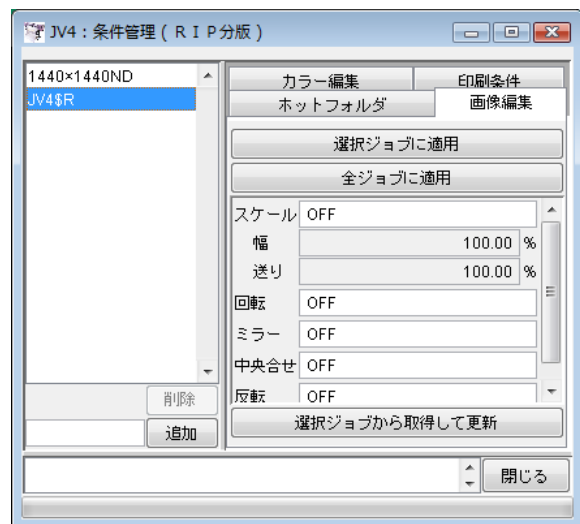 JV4：条件管理（ＲＩＰ分版）
1440×1440ND
JV4$R
削除
追加
カラー編集
印刷条件
ホットフォルダ
画像編集
選択ジョブに適用
全ジョブに適用
スケール OFF
幅 100.00 %
送り 100.00 %
回転 OFF
ミラー OFF
中央合せ OFF
反転 OFF
選択ジョブから取得して更新
閉じる